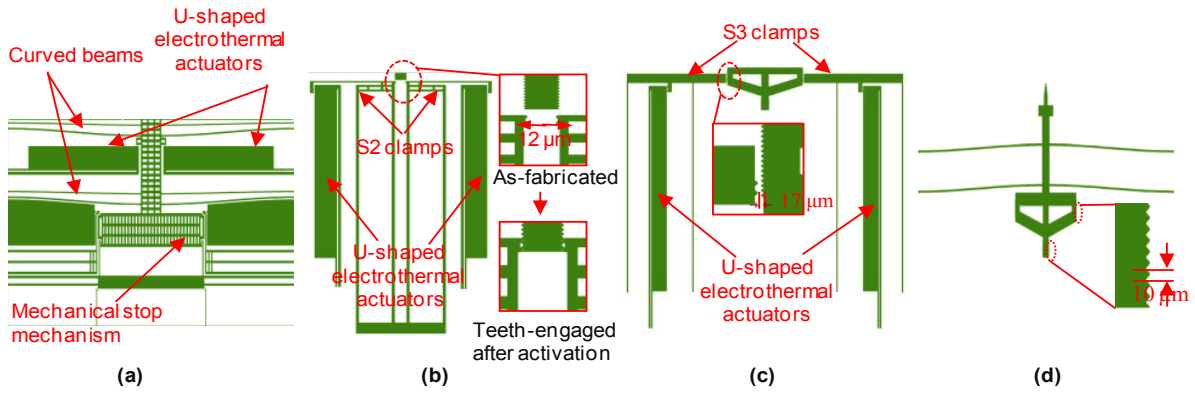 U-shaped
electrothermal
actuators
Curved beams
Mechanical stop
mechanism
(a)
S2 clamps
12 μm
As-fabricated
U-shaped
electrothermal
actuators
Teeth-engaged
after activation
(b)
S3 clamps
17 μm
U-shaped
electrothermal
actuators
(c)
10 μm
(d)